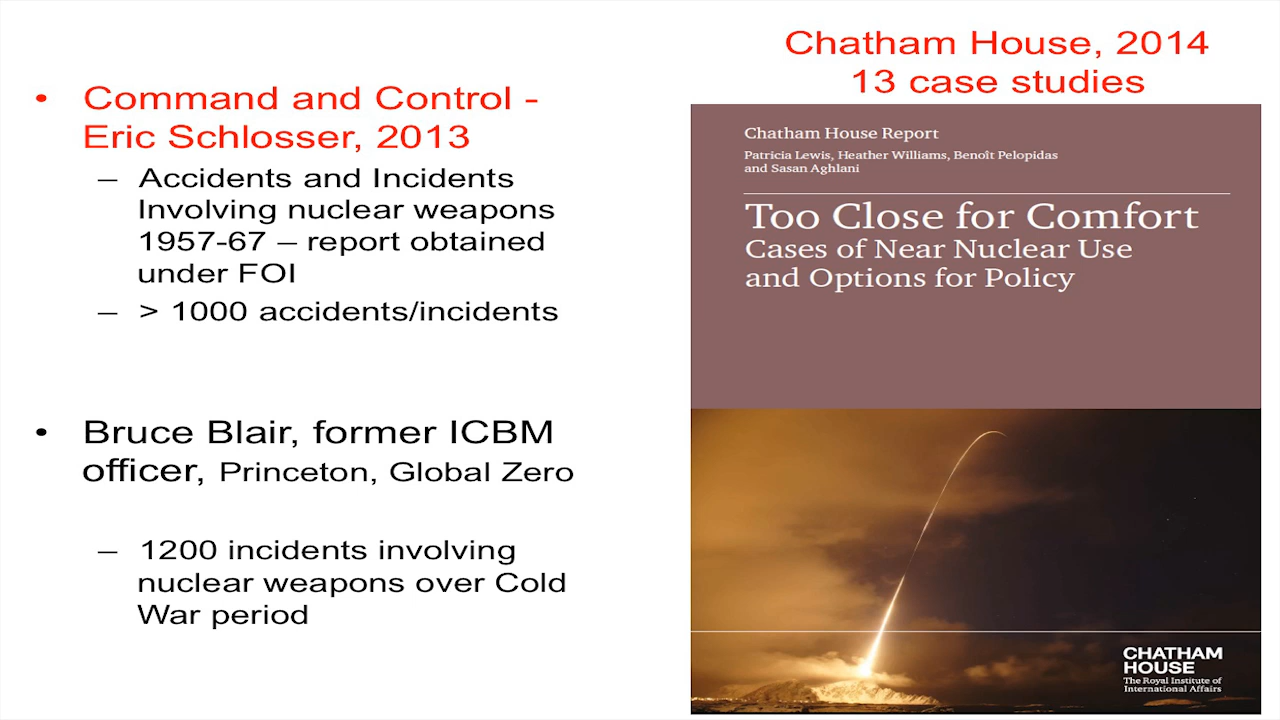 • Command and Control -
Eric Schlosser, 2013
– Accidents and Incidents
Involving nuclear weapons
1957-67 – report obtained
under FOI
– > 1000 accidents/incidents
• Bruce Blair, former ICBM
officer, Princeton, Global Zero
– 1200 incidents involving
nuclear weapons over Cold
War period
Chatham House, 2014
13 case studies
Chatham House Report
Patricia Lewis, Heather Williams, Benoît Pelopidas
and Sasan Aghlani
Too Close for Comfort
Cases of Near Nuclear Use
and Options for Policy
CHATHAM
HOUSE
The Royal Institute of
International Affairs